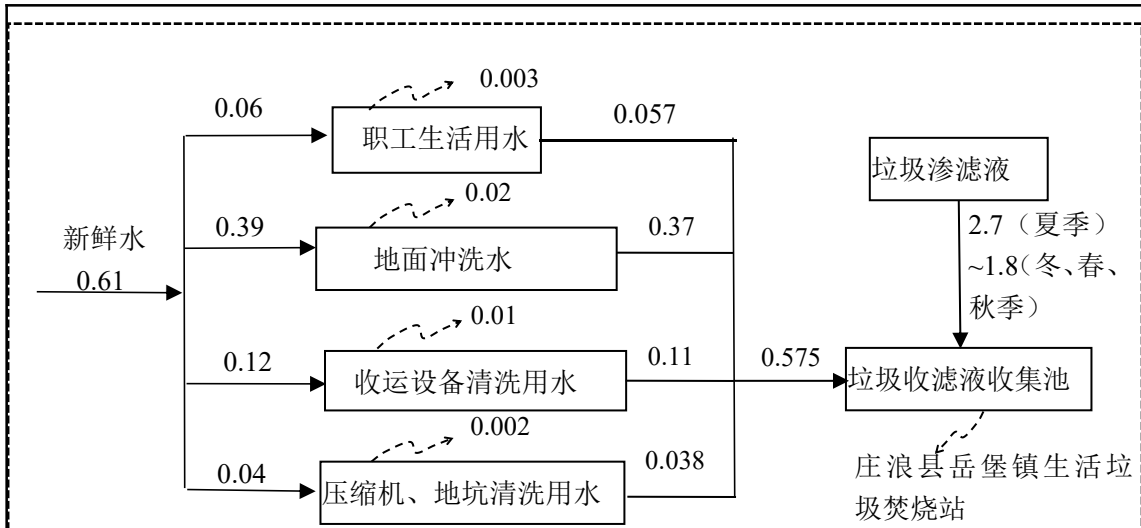 0.003
0.06
职工生活用水
0.057
垃圾渗滤液
0.02
新鲜水
0.61
0.39
地面冲洗水
0.37
2.7（夏季）
~1.8（冬、春、
秋季）
0.01
0.12
收运设备清洗用水
0.11
0.575
垃圾收滤液收集池
0.002
0.04
压缩机、地坑清洗用水
0.038
庄浪县岳堡镇生活垃
圾焚烧站